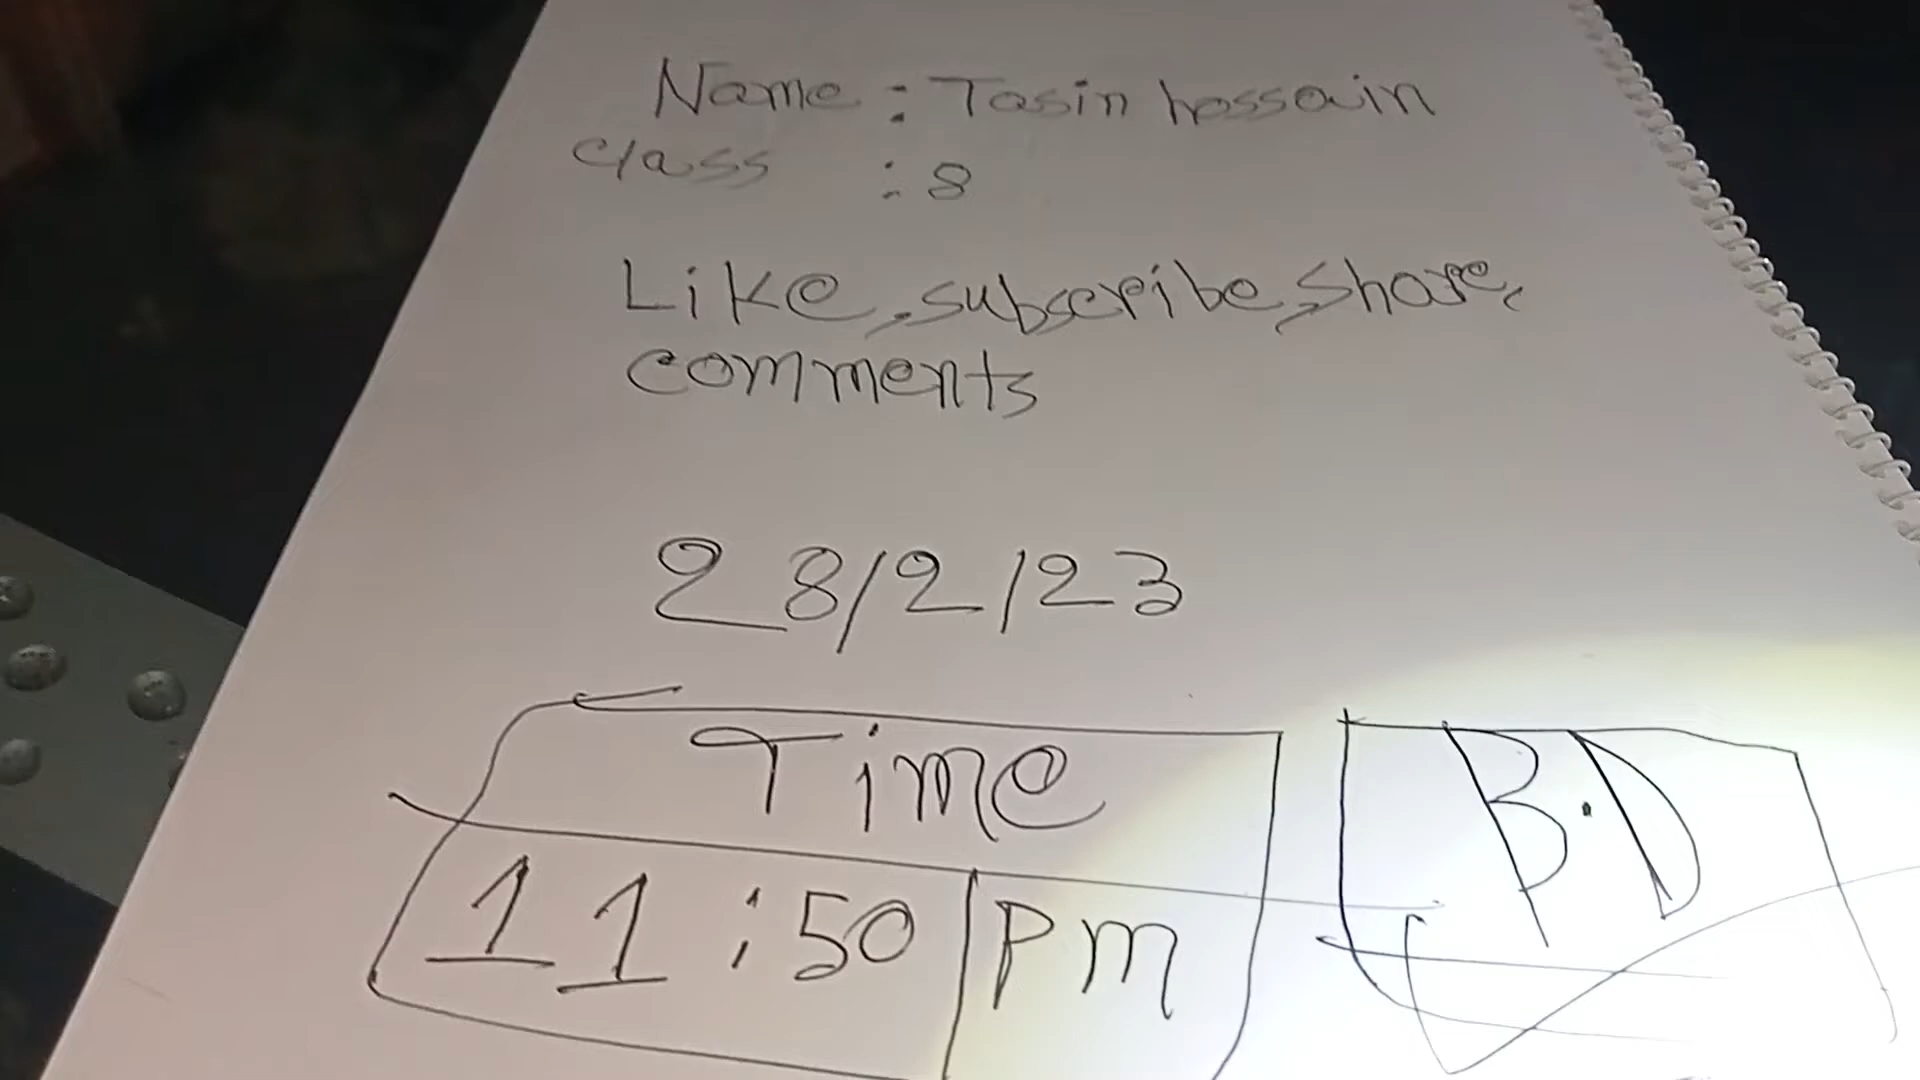 Name : Tasin hossain
class : 8
Like, subscribe, share,
comments
28/2/23
Time
11:50 pm
B.D